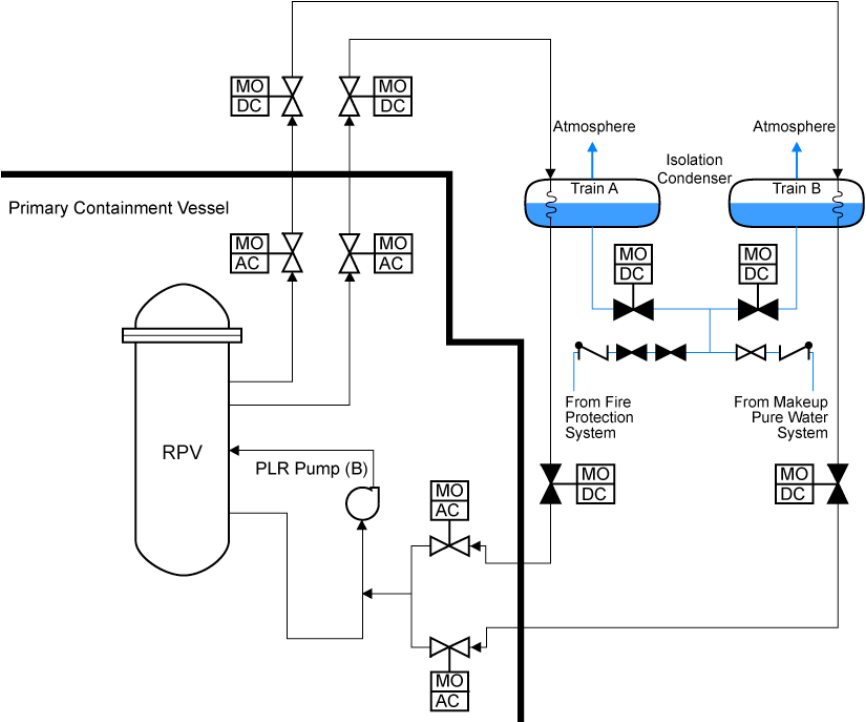 MO
DC
MO
DC
Atmosphere
Atmosphere
Isolation
Condenser
Train A
Train B
Primary Containment Vessel
MO
AC
MO
AC
MO
DC
MO
DC
From Fire
Protection
System
From Makeup
Pure Water
System
RPV
PLR Pump (B)
MO
DC
MO
DC
MO
AC
MO
AC